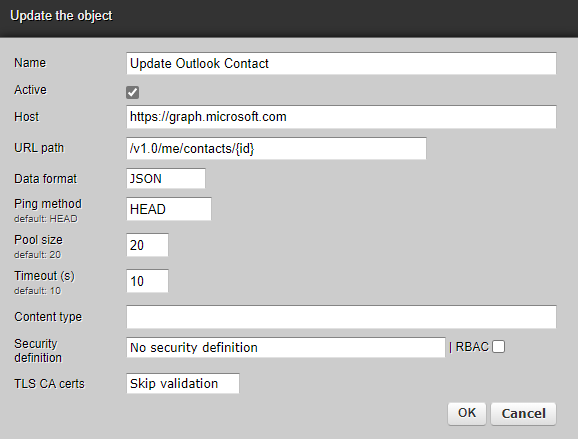 Update the object
Name Update Outlook Contact
Active
Host https://graph.microsoft.com
URL path /v1.0/me/contacts/{id}
Data format JSON
Ping method HEAD
default: HEAD
Pool size 20
default: 20
Timeout (s) 10
default: 10
Content type
Security
definition No security definition | RBAC
TLS CA certs Skip validation
OK Cancel